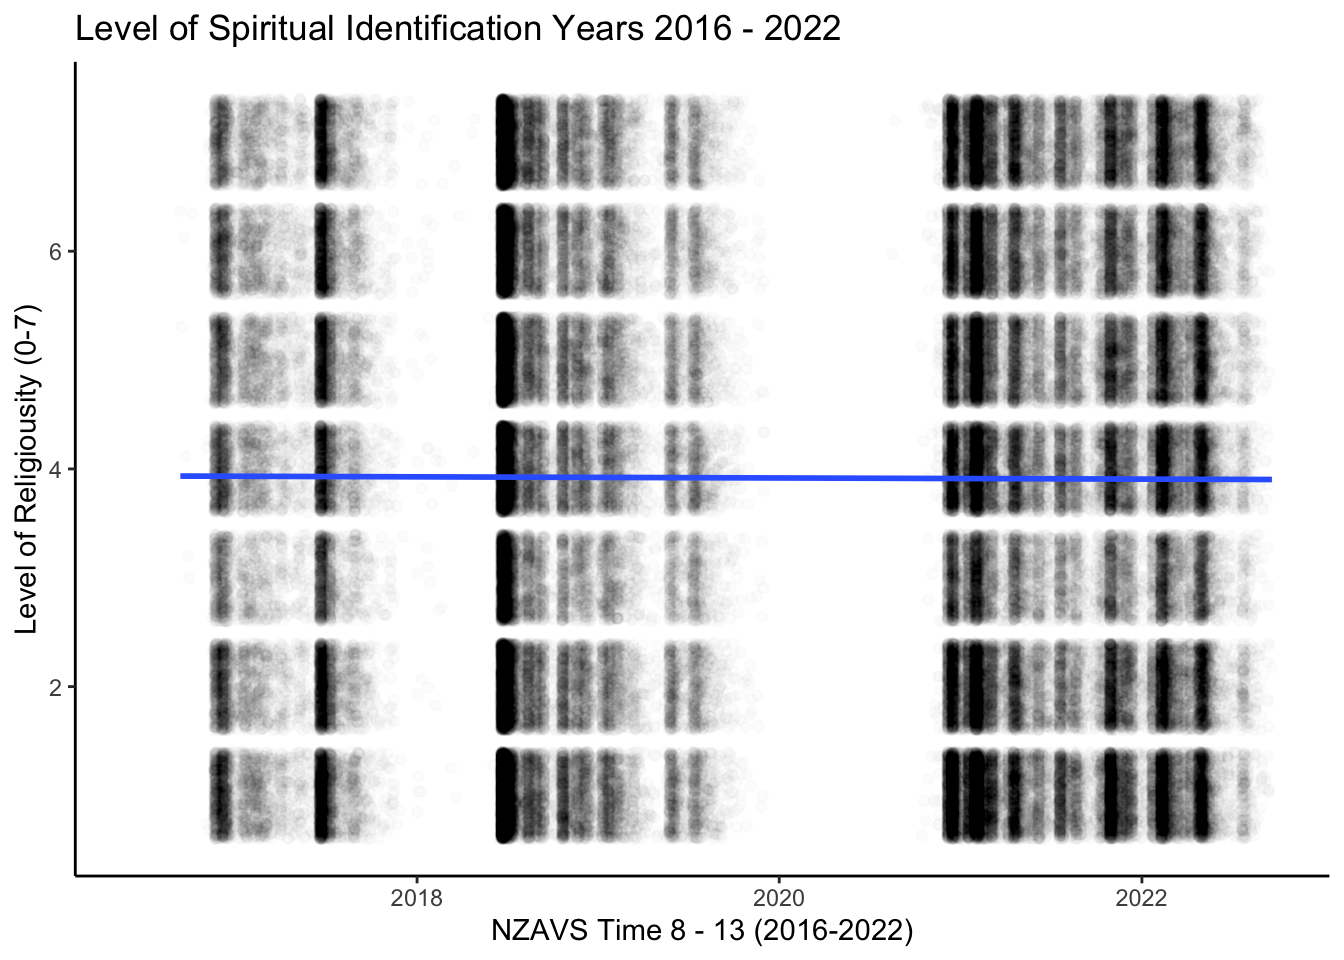 Level of Spiritual Identification Years 2016 - 2022
Level of Religiousity (0-7)
6
4
2
2018
2020
2022
NZAVS Time 8 - 13 (2016-2022)